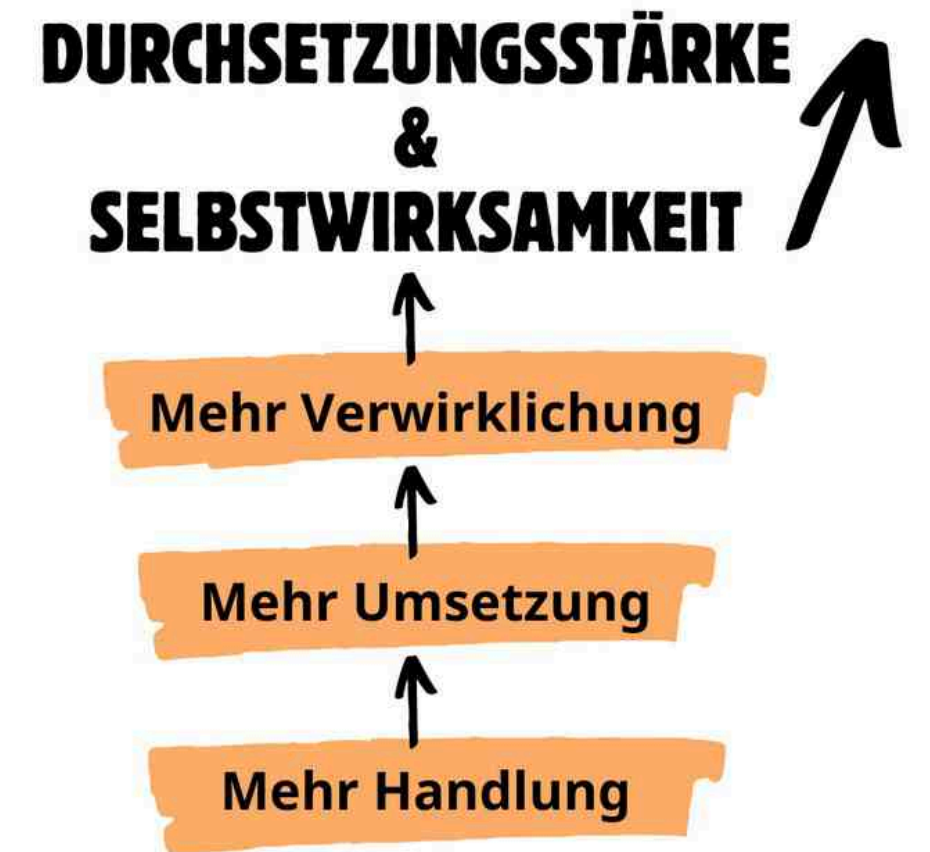 DURCHSETZUNGSSTÄRKE
&
SELBSTWIRKSAMKEIT
Mehr Verwirklichung
Mehr Umsetzung
Mehr Handlung